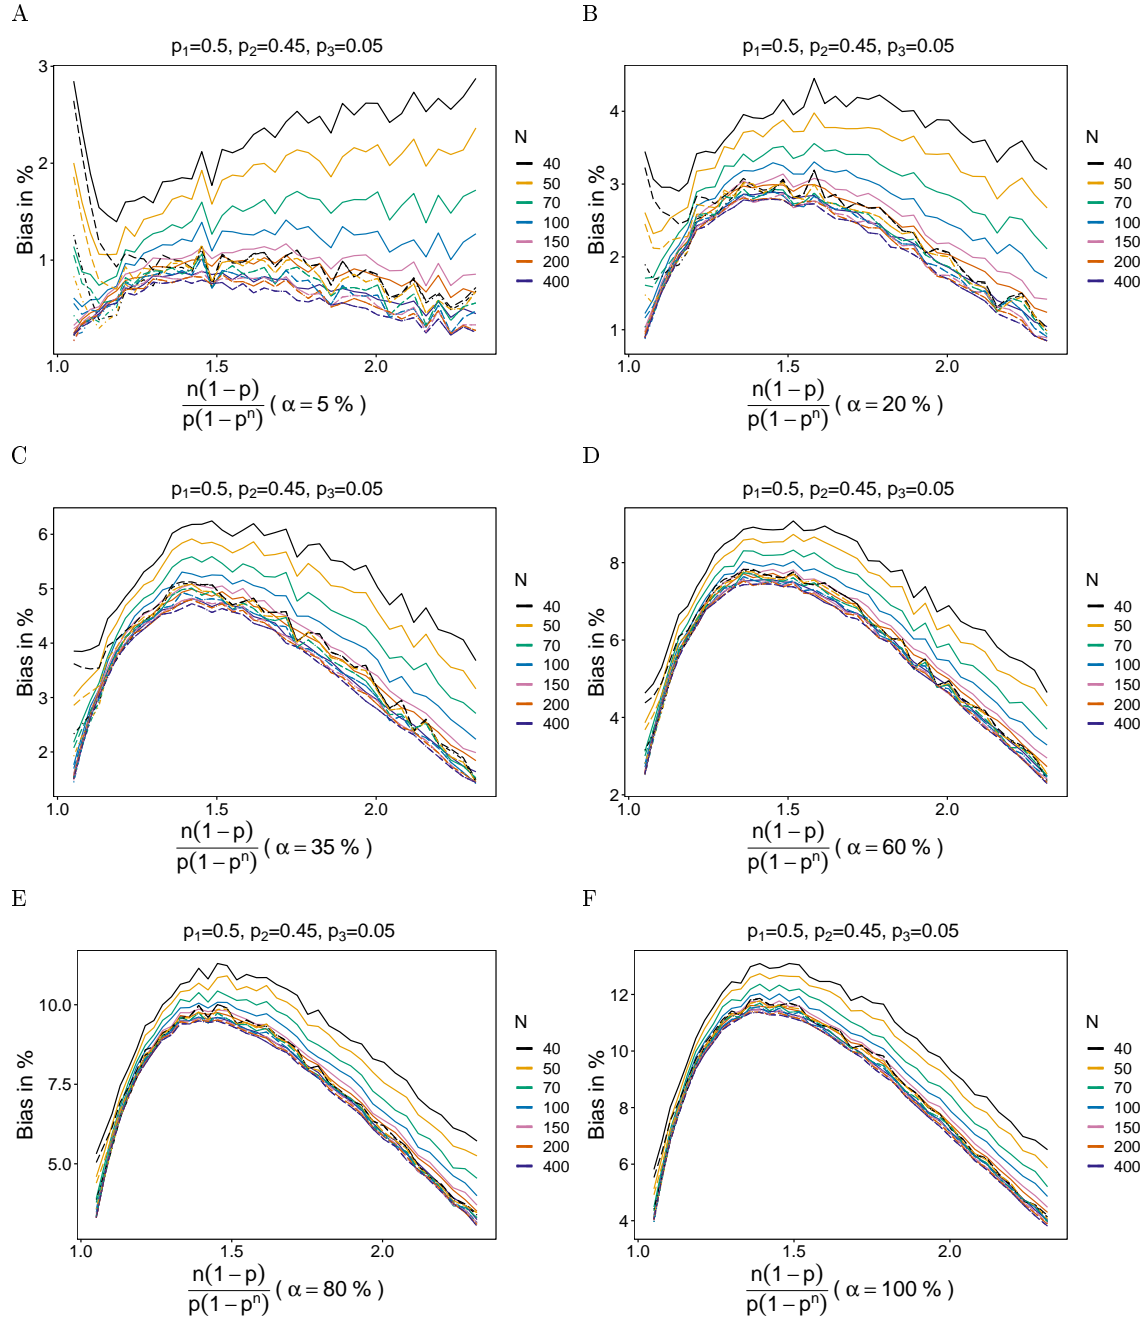 A
p1=0.5, p2=0.45, p3=0.05
3
2
1
Bias in %
1.0 1.5 2.0
n(1−p)
p(1−pⁿ)
( α = 5 % )
N
40
50
70
100
150
200
400
B
p1=0.5, p2=0.45, p3=0.05
4
3
2
1
Bias in %
1.0 1.5 2.0
n(1−p)
p(1−pⁿ)
( α = 20 % )
N
40
50
70
100
150
200
400
C
p1=0.5, p2=0.45, p3=0.05
6
5
4
3
2
Bias in %
1.0 1.5 2.0
n(1−p)
p(1−pⁿ)
( α = 35 % )
N
40
50
70
100
150
200
400
D
p1=0.5, p2=0.45, p3=0.05
8
6
4
2
Bias in %
1.0 1.5 2.0
n(1−p)
p(1−pⁿ)
( α = 60 % )
N
40
50
70
100
150
200
400
E
p1=0.5, p2=0.45, p3=0.05
10.0
7.5
5.0
Bias in %
1.0 1.5 2.0
n(1−p)
p(1−pⁿ)
( α = 80 % )
N
40
50
70
100
150
200
400
F
p1=0.5, p2=0.45, p3=0.05
12
10
8
6
4
Bias in %
1.0 1.5 2.0
n(1−p)
p(1−pⁿ)
( α = 100 % )
N
40
50
70
100
150
200
400